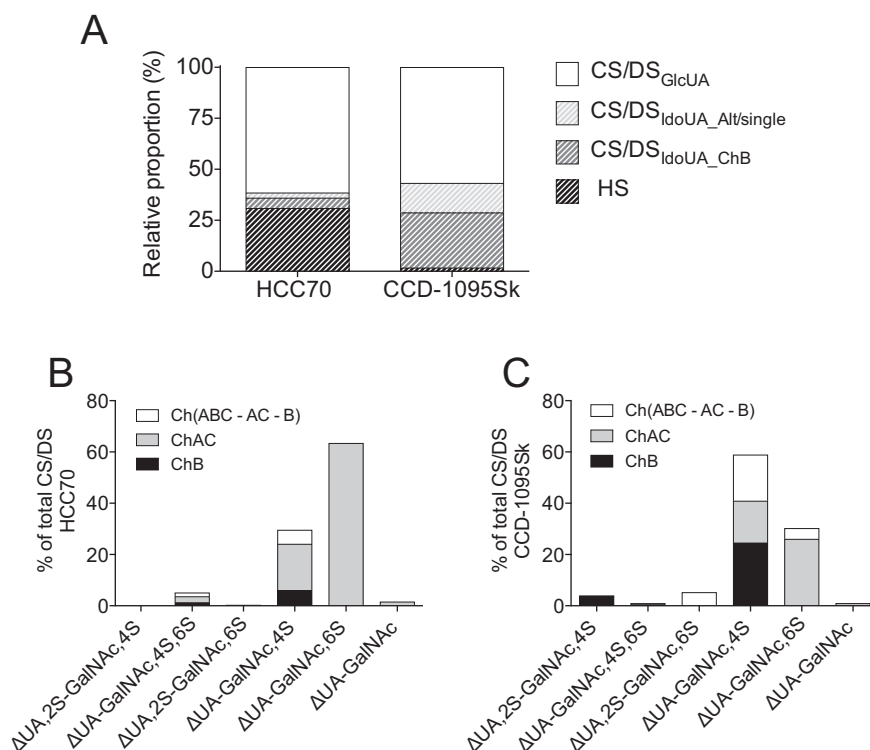 A
Relative proportion (%)
100
75
50
25
0
HCC70
CCD-1095Sk
CS/DSGlcUA
CS/DSIdoUA_Alt/single
CS/DSIdoUA_ChB
HS
B
% of total CS/DS
HCC70
80
60
40
20
0
Ch(ABC - AC - B)
ChAC
ChB
ΔUA,2S-GalNAc,4S
ΔUA-GalNAc,4S,6S
ΔUA,2S-GalNAc,6S
ΔUA-GalNAc,4S
ΔUA-GalNAc,6S
ΔUA-GalNAc
C
% of total CS/DS
CCD-1095Sk
80
60
40
20
0
Ch(ABC - AC - B)
ChAC
ChB
ΔUA,2S-GalNAc,4S
ΔUA-GalNAc,4S,6S
ΔUA,2S-GalNAc,6S
ΔUA-GalNAc,4S
ΔUA-GalNAc,6S
ΔUA-GalNAc